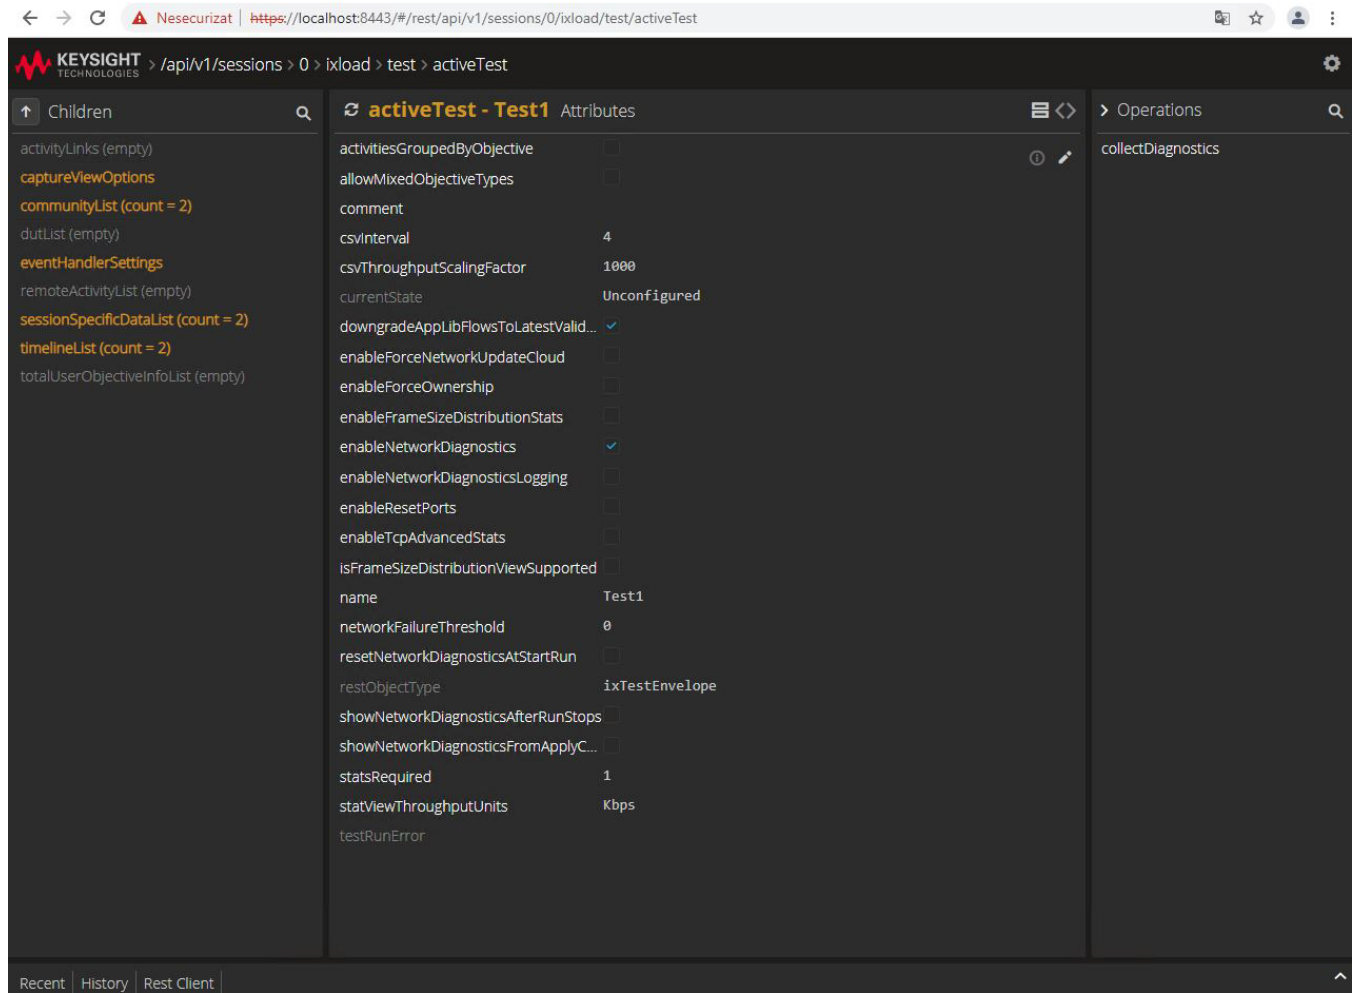 Nesecurizat | https://localhost:8443/#/rest/api/v1/sessions/0/ixload/test/activeTest
KEYSIGHT TECHNOLOGIES > /api/v1/sessions > 0 > ixload > test > activeTest
Children
activityLinks (empty)
captureViewOptions
communityList (count = 2)
dutList (empty)
eventHandlerSettings
remoteActivityList (empty)
sessionSpecificDataList (count = 2)
timelineList (count = 2)
totalUserObjectiveInfoList (empty)
activeTest - Test1 Attributes
activitiesGroupedByObjective
allowMixedObjectiveTypes
comment
csvInterval 4
csvThroughputScalingFactor 1000
currentState Unconfigured
downgradeAppLibFlowsToLatestValid...
enableForceNetworkUpdateCloud
enableForceOwnership
enableFrameSizeDistributionStats
enableNetworkDiagnostics
enableNetworkDiagnosticsLogging
enableResetPorts
enableTcpAdvancedStats
isFrameSizeDistributionViewSupported
name Test1
networkFailureThreshold 0
resetNetworkDiagnosticsAtStartRun
restObjectType ixTestEnvelope
showNetworkDiagnosticsAfterRunStops
showNetworkDiagnosticsFromApplyC...
statsRequired 1
statViewThroughputUnits Kbps
testRunError
> Operations
collectDiagnostics
Recent | History | Rest Client